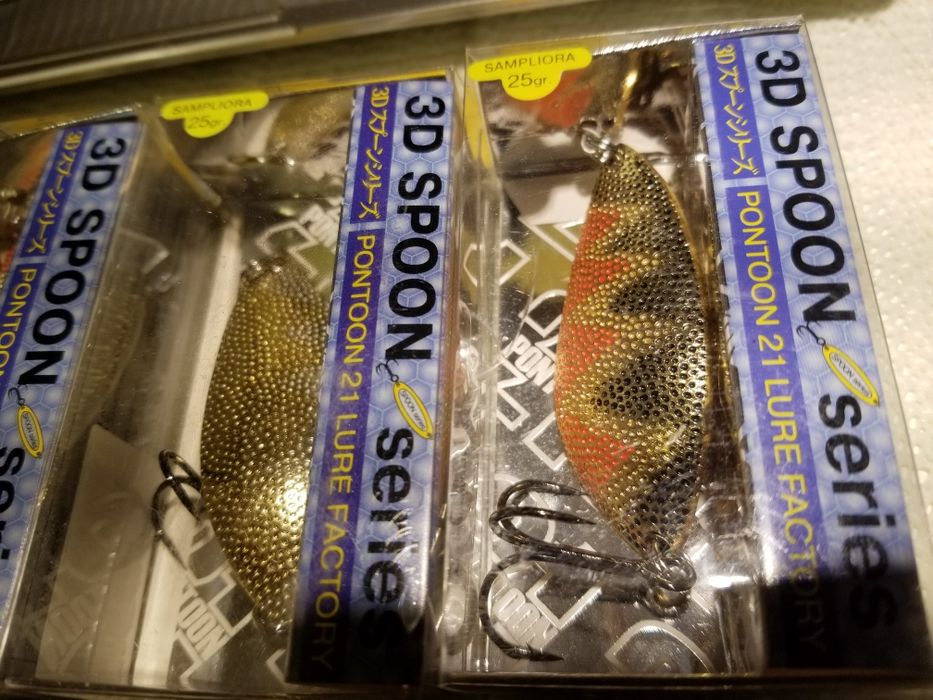 3D SPOON series
3Dスプーンシリーズ PONTOON
SAMPLIORA
25gr
3D SPOON series
3Dスプーンシリーズ PONTOON 21 LURE FACTORY
SAMPLIORA
25gr
PONTOON
3D SPOON series
3Dスプーンシリーズ PONTOON 21 LURE FACTORY